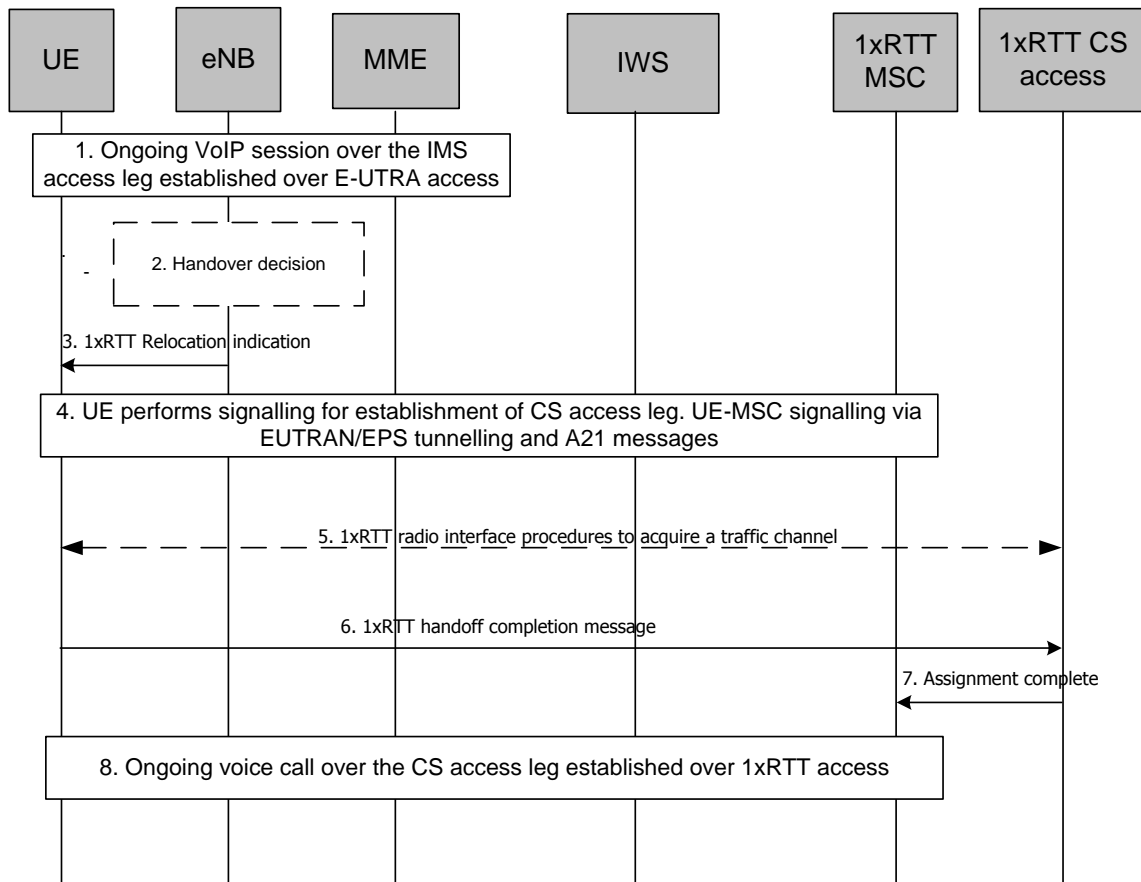 UE
eNB
MME
IWS
1xRTT
MSC
1xRTT CS
access
1. Ongoing VoIP session over the IMS
access leg established over E-UTRA access
2. Handover decision
3. 1xRTT Relocation indication
4. UE performs signalling for establishment of CS access leg. UE-MSC signalling via
EUTRAN/EPS tunnelling and A21 messages
5. 1xRTT radio interface procedures to acquire a traffic channel
6. 1xRTT handoff completion message
7. Assignment complete
8. Ongoing voice call over the CS access leg established over 1xRTT access